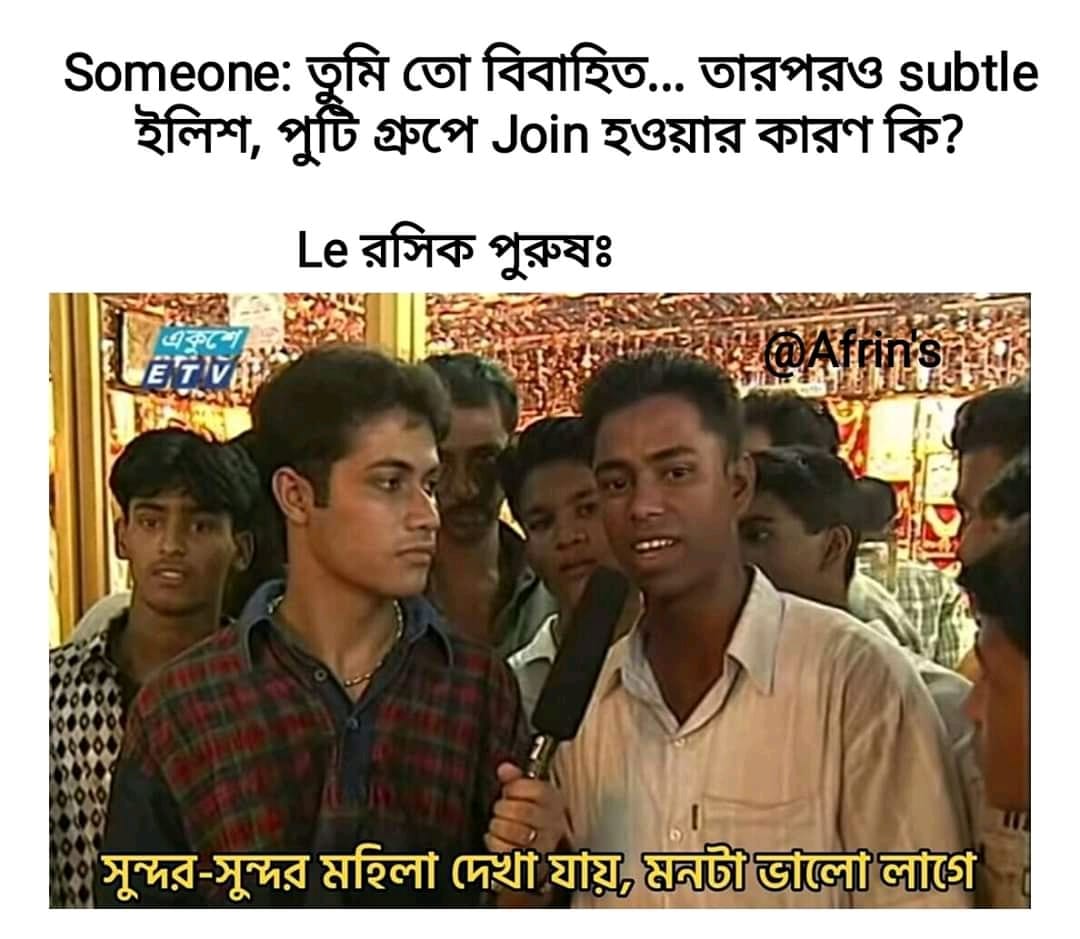 Someone: তুমি তো বিবাহিত... তারপরও subtle
ইলিশ, পুটি গ্রুপে Join হওয়ার কারণ কি?
Le রসিক পুরুষঃ
একুশে
ETV
@Afrin's
সুন্দর-সুন্দর মহিলা দেখা যায়, মনটা ভালো লাগে